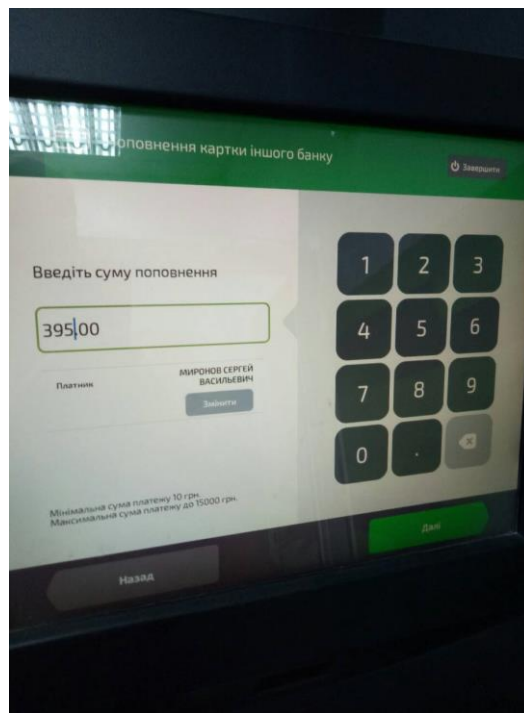 поповнення картки іншого банку
Завершити
Введіть суму поповнення
395,00
Платник
МИРОНОВ СЕРГЕЙ
ВАСИЛЬЕВИЧ
Змінити
Мінімальна сума платежу 10 грн.
Максимальна сума платежу до 15000 грн.
1 2 3
4 5 6
7 8 9
0 .
Далі
Назад